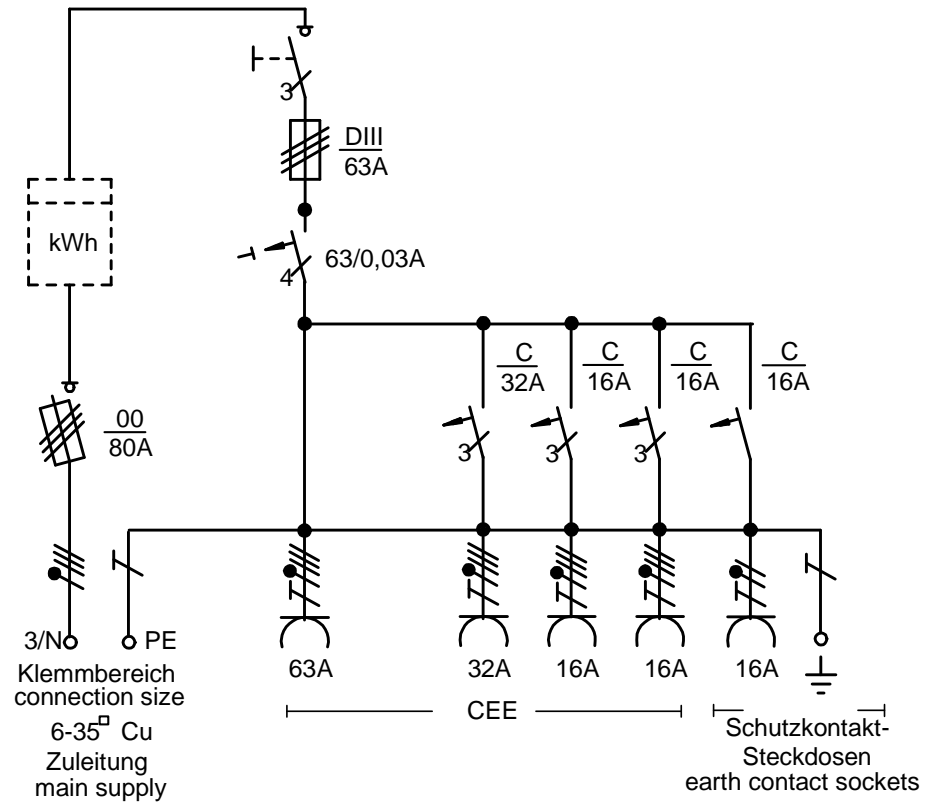 3
DIII
63A
kWh
63/0,03A
4
C
32A
C
16A
C
16A
C
16A
00
80A
3
3
3
3/N
PE
63A
32A
16A
16A
16A
Klemmbereich
connection size
6-35□ Cu
Zuleitung
main supply
CEE
Schutzkontakt-
Steckdosen
earth contact sockets